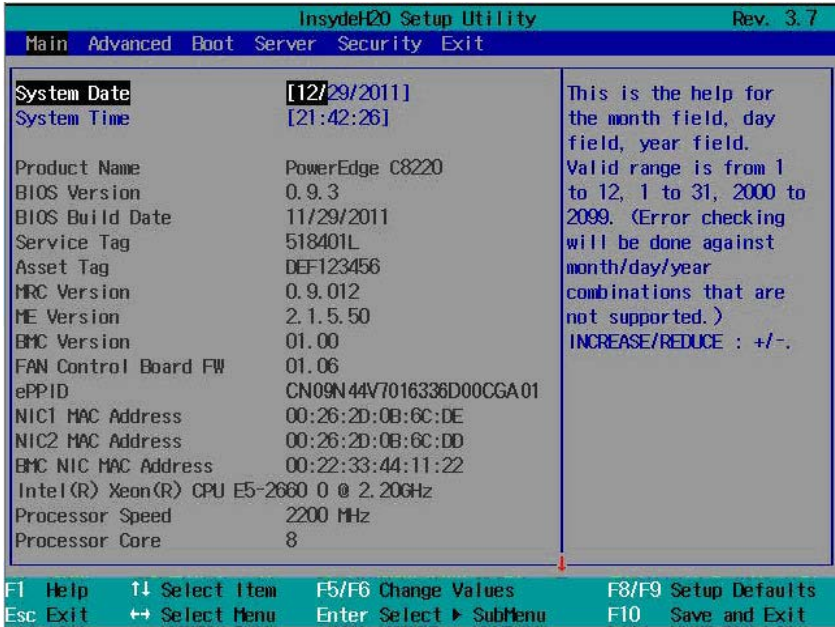 InsydeH2O Setup Utility Rev. 3.7
Main Advanced Boot Server Security Exit
System Date [12/29/2011]
System Time [21:42:26]
Product Name PowerEdge C8220
BIOS Version 0.9.3
BIOS Build Date 11/29/2011
Service Tag 518401L
Asset Tag DEF123456
MRC Version 0.9.012
ME Version 2.1.5.50
BMC Version 01.00
FAN Control Board FW 01.06
ePPID CN09N44V7016336D00CGA01
NIC1 MAC Address 00:26:2D:0B:6C:DE
NIC2 MAC Address 00:26:2D:0B:6C:DD
BMC NIC MAC Address 00:22:33:44:11:22
Intel(R) Xeon(R) CPU E5-2660 0 @ 2.20GHz
Processor Speed 2200 MHz
Processor Core 8
This is the help for
the month field, day
field, year field.
Valid range is from 1
to 12, 1 to 31, 2000 to
2099. (Error checking
will be done against
month/day/year
combinations that are
not supported.)
INCREASE/REDUCE : +/-.
F1 Help ↑↓ Select Item F5/F6 Change Values F8/F9 Setup Defaults
Esc Exit ↔ Select Menu Enter Select ▶ SubMenu F10 Save and Exit